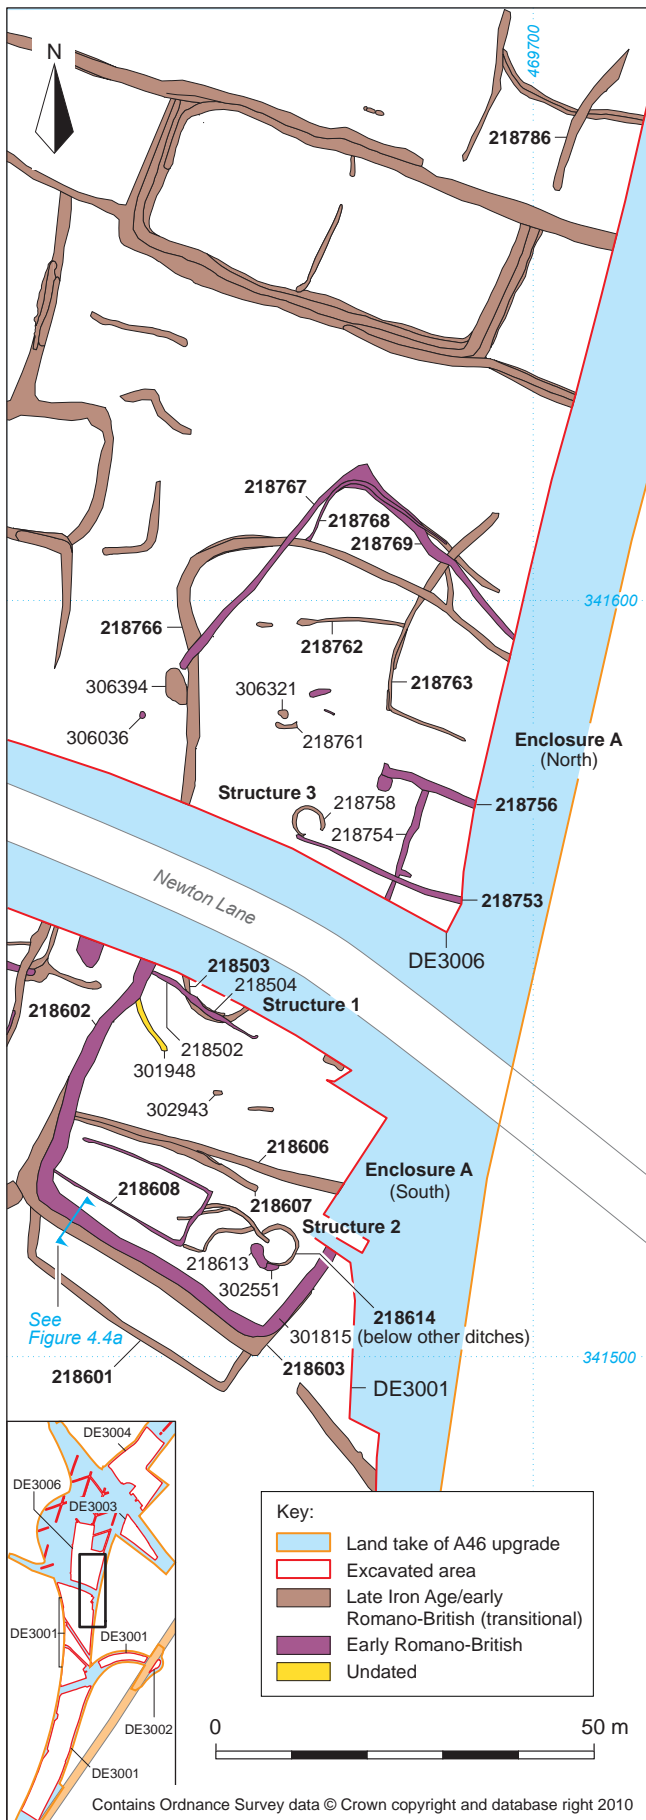 N
469700
218786
218767
218768
218769
341600
218766
218762
306394
306321
218763
306036
218761
Enclosure A
(North)
Structure 3
218758
218756
218754
Newton Lane
218753
DE3006
218503
218504
Structure 1
218602
218502
301948
302943
218606
Enclosure A
(South)
218608
218607
Structure 2
218613
302551
See
Figure 4.4a
218614
301815 (below other ditches)
218603
341500
218601
DE3001
DE3004
DE3006
DE3003
DE3001
DE3001
DE3002
DE3001
Key:
Land take of A46 upgrade
Excavated area
Late Iron Age/early
Romano-British (transitional)
Early Romano-British
Undated
0
50 m
Contains Ordnance Survey data © Crown copyright and database right 2010